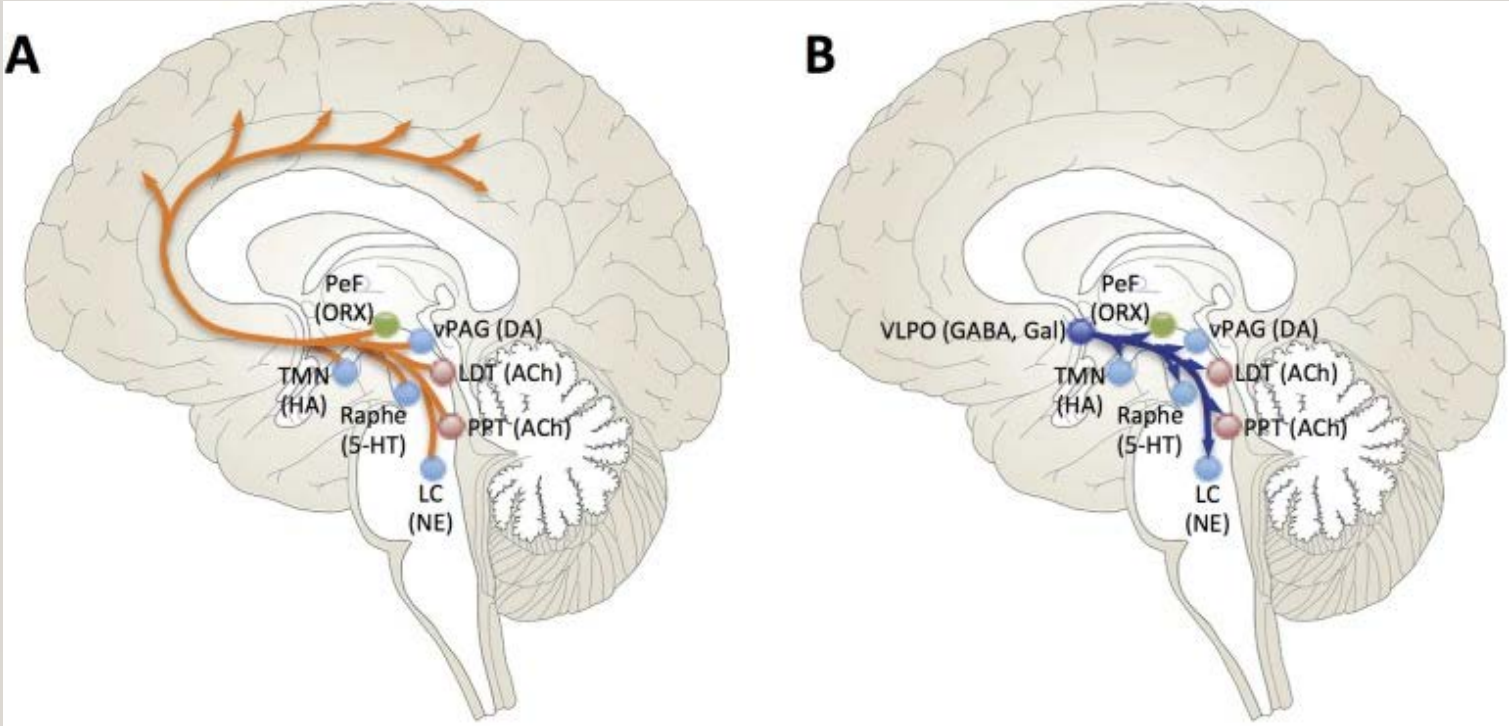 A
PeF
(ORX)
vPAG (DA)
TMN
(HA)
LDT (ACh)
Raphe
(5-HT)
PPT (ACh)
LC
(NE)
B
PeF
(ORX)
VLPO (GABA, Gal)
vPAG (DA)
TMN
(HA)
LDT (ACh)
Raphe
(5-HT)
PPT (ACh)
LC
(NE)